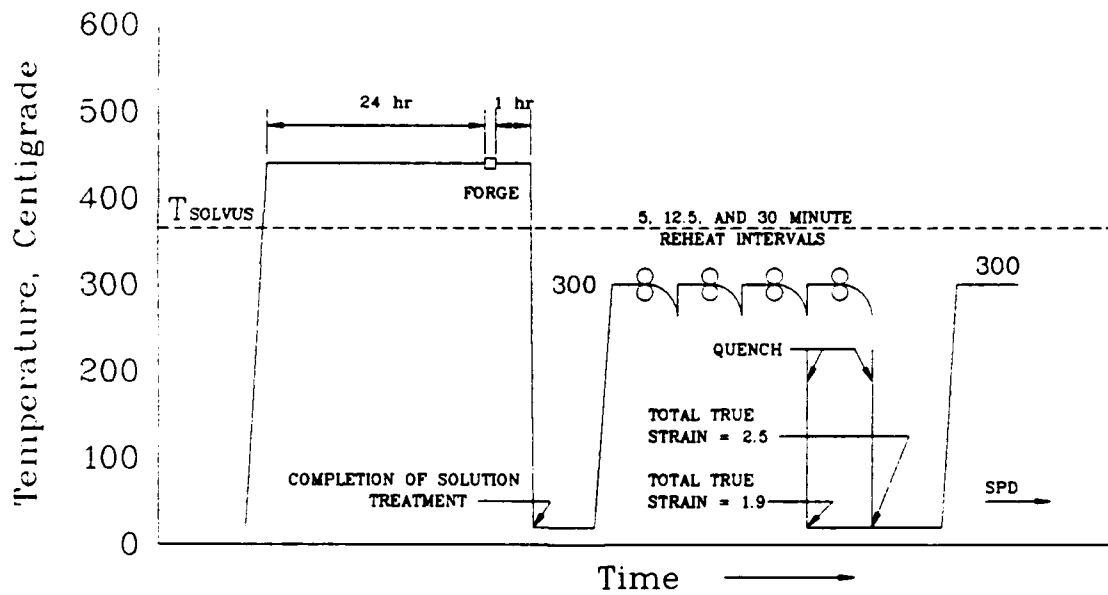 Temperature, Centigrade
600
500
400
300
200
100
0
24 hr
1 hr
FORGE
TSOLVUS
5, 12.5, AND 30 MINUTE
REHEAT INTERVALS
300
300
QUENCH
TOTAL TRUE
STRAIN = 2.5
COMPLETION OF SOLUTION
TREATMENT
TOTAL TRUE
STRAIN = 1.9
SPD
Time